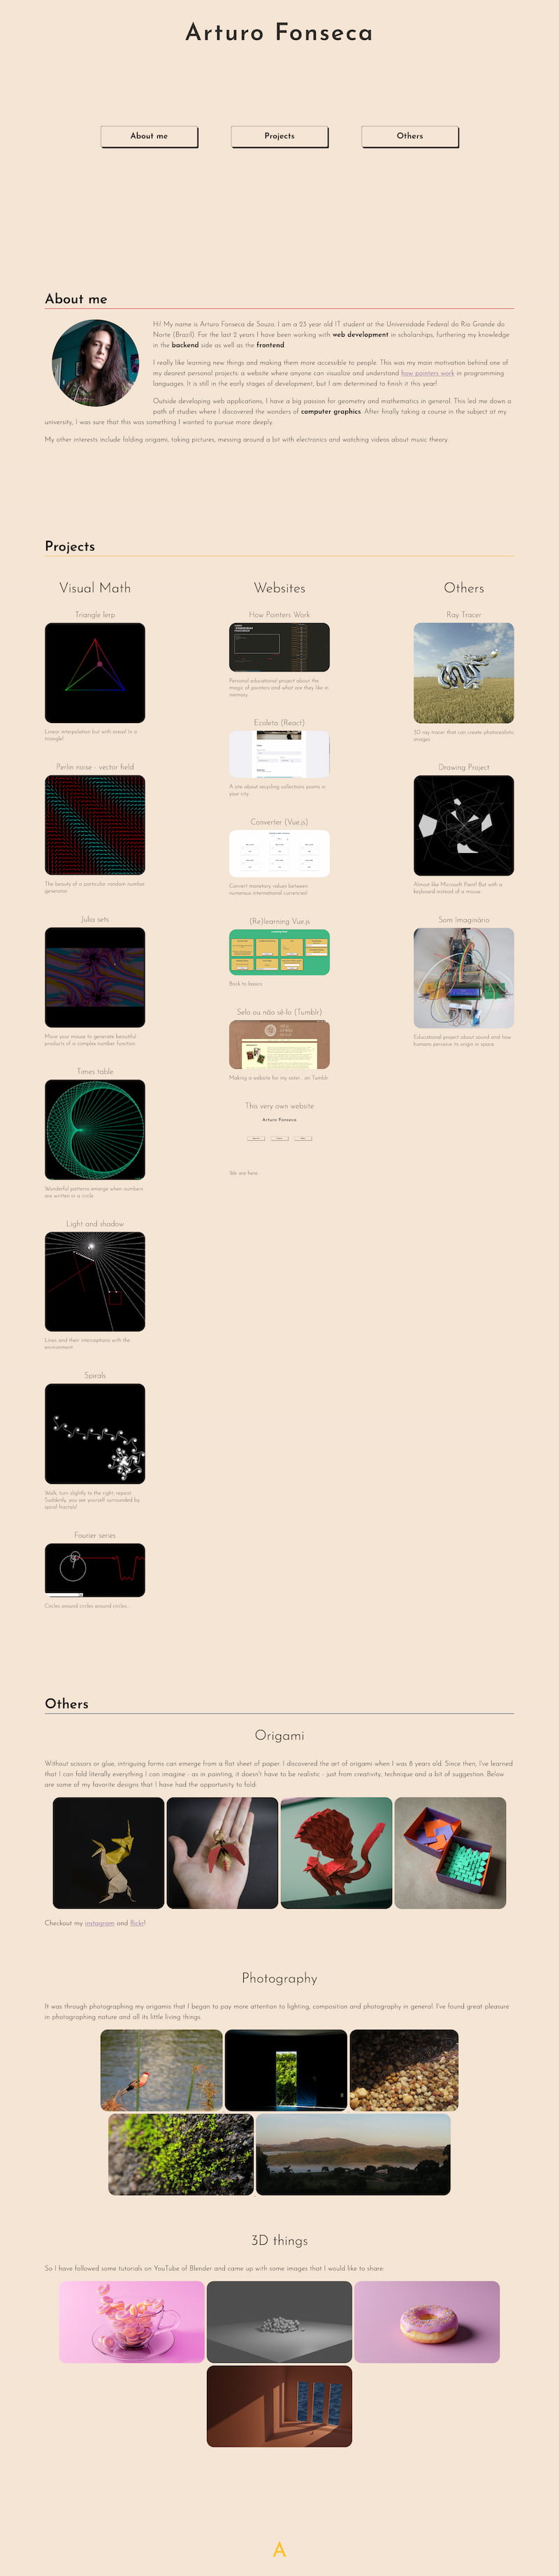 Arturo Fonseca
About me
Projects
Others
About me
Hi! My name is Arturo Fonseca de Souza. I am a 23 year old IT student at the Universidade Federal do Rio Grande do
Norte (Brazil). For the last 2 years I have been working with web development in scholarships, furthering my knowledge
in the backend side as well as the frontend.
I really like learning new things and making them more accessible to people. This was my main motivation behind one of
my dearest personal projects: a website where anyone can visualize and understand how pointers work in programming
languages. It is still in the early stages of development, but I am determined to finish it this year!
Outside developing web applications, I have a big passion for geometry and mathematics in general. This led me down a
path of studies where I discovered the wonders of computer graphics. After finally taking a course in the subject at my
university, I was sure that this was something I wanted to pursue more deeply.
My other interests include folding origami, taking pictures, messing around a bit with electronics and watching videos about music theory.
Projects
Visual Math
Triangle lerp
Linear interpolation but with areas! In a
triangle!
Perlin noise - vector field
The beauty of a particular random number
generator.
Julia sets
Move your mouse to generate beautiful
products of a complex number function
Times table
Wonderful patterns emerge when numbers
are written in a circle
Light and shadow
Lines and their interceptions with the
environment
Spirals
Walk, turn slightly to the right, repeat.
Suddenly, you see yourself surrounded by
spiral fractals!
Fourier series
Circles around circles around circles...
Websites
How Pointers Work
Personal educational project about the
magic of pointers and what are they like in
memory.
Ecoleta (React)
A site about recycling collections points in
your city.
Converter (Vue.js)
Convert monetary values between
numerous international currencies!
(Re)learning Vue.js
Back to basics
Selo ou não sê-lo (Tumblr)
Making a website for my sister... on Tumblr
This very own website
Arturo Fonseca
We are here
Others
Ray Tracer
3D ray tracer that can create photorealistic
images
Drawing Project
Almost like Microsoft Paint! But with a
keyboard instead of a mouse.
Som Imaginário
Educational project about sound and how
humans perceive its origin in space
Others
Origami
Without scissors or glue, intriguing forms can emerge from a flat sheet of paper. I discovered the art of origami when I was 8 years old. Since then, I've learned
that I can fold literally everything I can imagine - as in painting, it doesn't have to be realistic - just from creativity, technique and a bit of suggestion. Below
are some of my favorite designs that I have had the opportunity to fold:
Checkout my instagram and flickr!
Photography
It was through photographing my origamis that I began to pay more attention to lighting, composition and photography in general. I've found great pleasure
in photographing nature and all its little living things.
3D things
So I have followed some tutorials on YouTube of Blender and came up with some images that I would like to share:
A